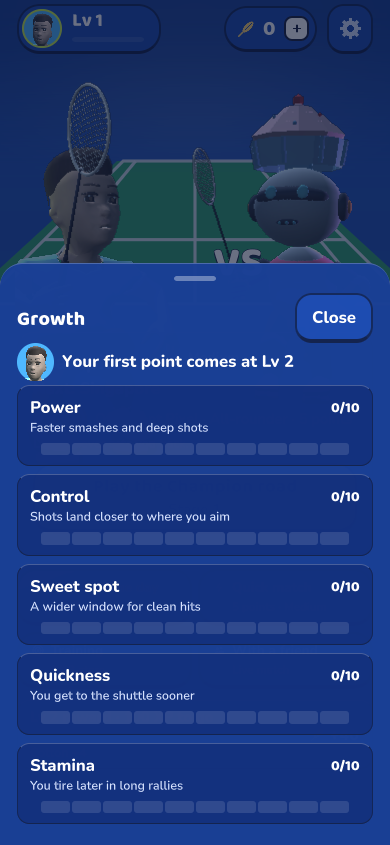 Lv 1
0
+
VS
Growth
Close
Your first point comes at Lv 2
Power
0/10
Faster smashes and deep shots
Control
0/10
Shots land closer to where you aim
Sweet spot
0/10
A wider window for clean hits
Quickness
0/10
You get to the shuttle sooner
Stamina
0/10
You tire later in long rallies